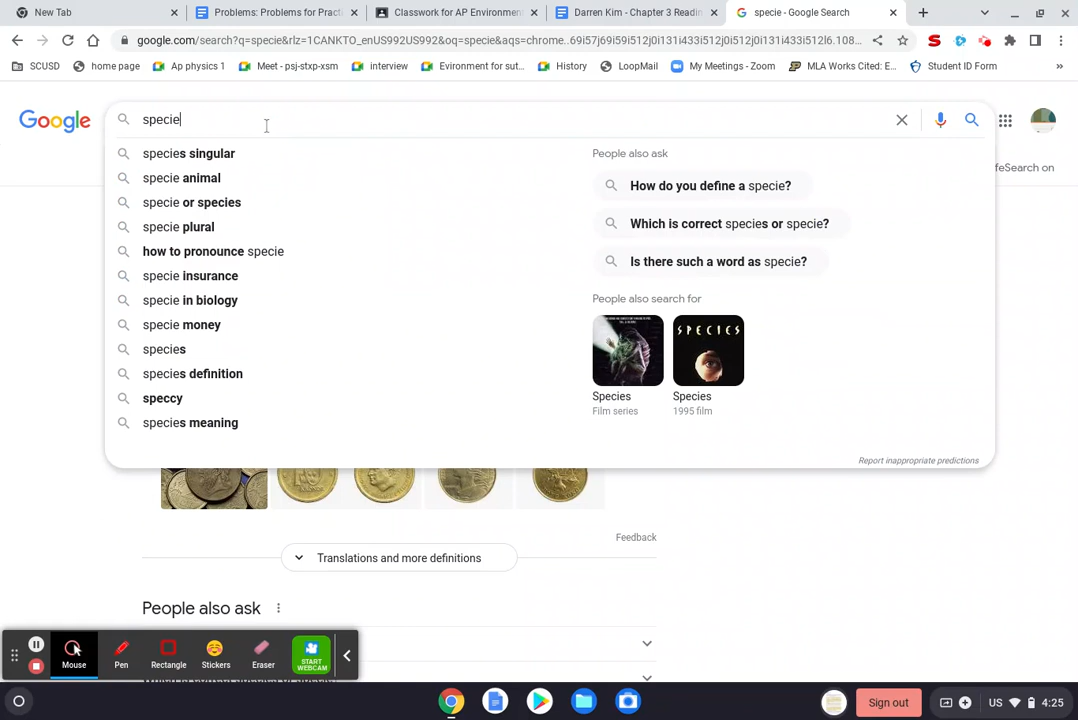 New Tab
Problems: Problems for Practi
Classwork for AP Environment
Darren Kim - Chapter 3 Readin
specie - Google Search
google.com/search?q=specie&rlz=1CANKTO_enUS992US992&oq=specie&aqs=chrome..69i57j69i59i512j0i131i433i512j0i512j0i131i433i512l6.108...
SCUSD
home page
Ap physics 1
Meet - psj-stxp-xsm
interview
Evironment for sut...
History
LoopMail
My Meetings - Zoom
MLA Works Cited: E...
Student ID Form
»
Google
specie
feSearch on
species singular
specie animal
specie or species
specie plural
how to pronounce specie
specie insurance
specie in biology
specie money
species
species definition
speccy
species meaning
People also ask
How do you define a specie?
Which is correct species or specie?
Is there such a word as specie?
People also search for
SPECIES
Species
Film series
Species
1995 film
Report inappropriate predictions
Feedback
Translations and more definitions
People also ask
Mouse
Pen
Rectangle
Stickers
Eraser
START
WEBCAM
Sign out
US
4:25